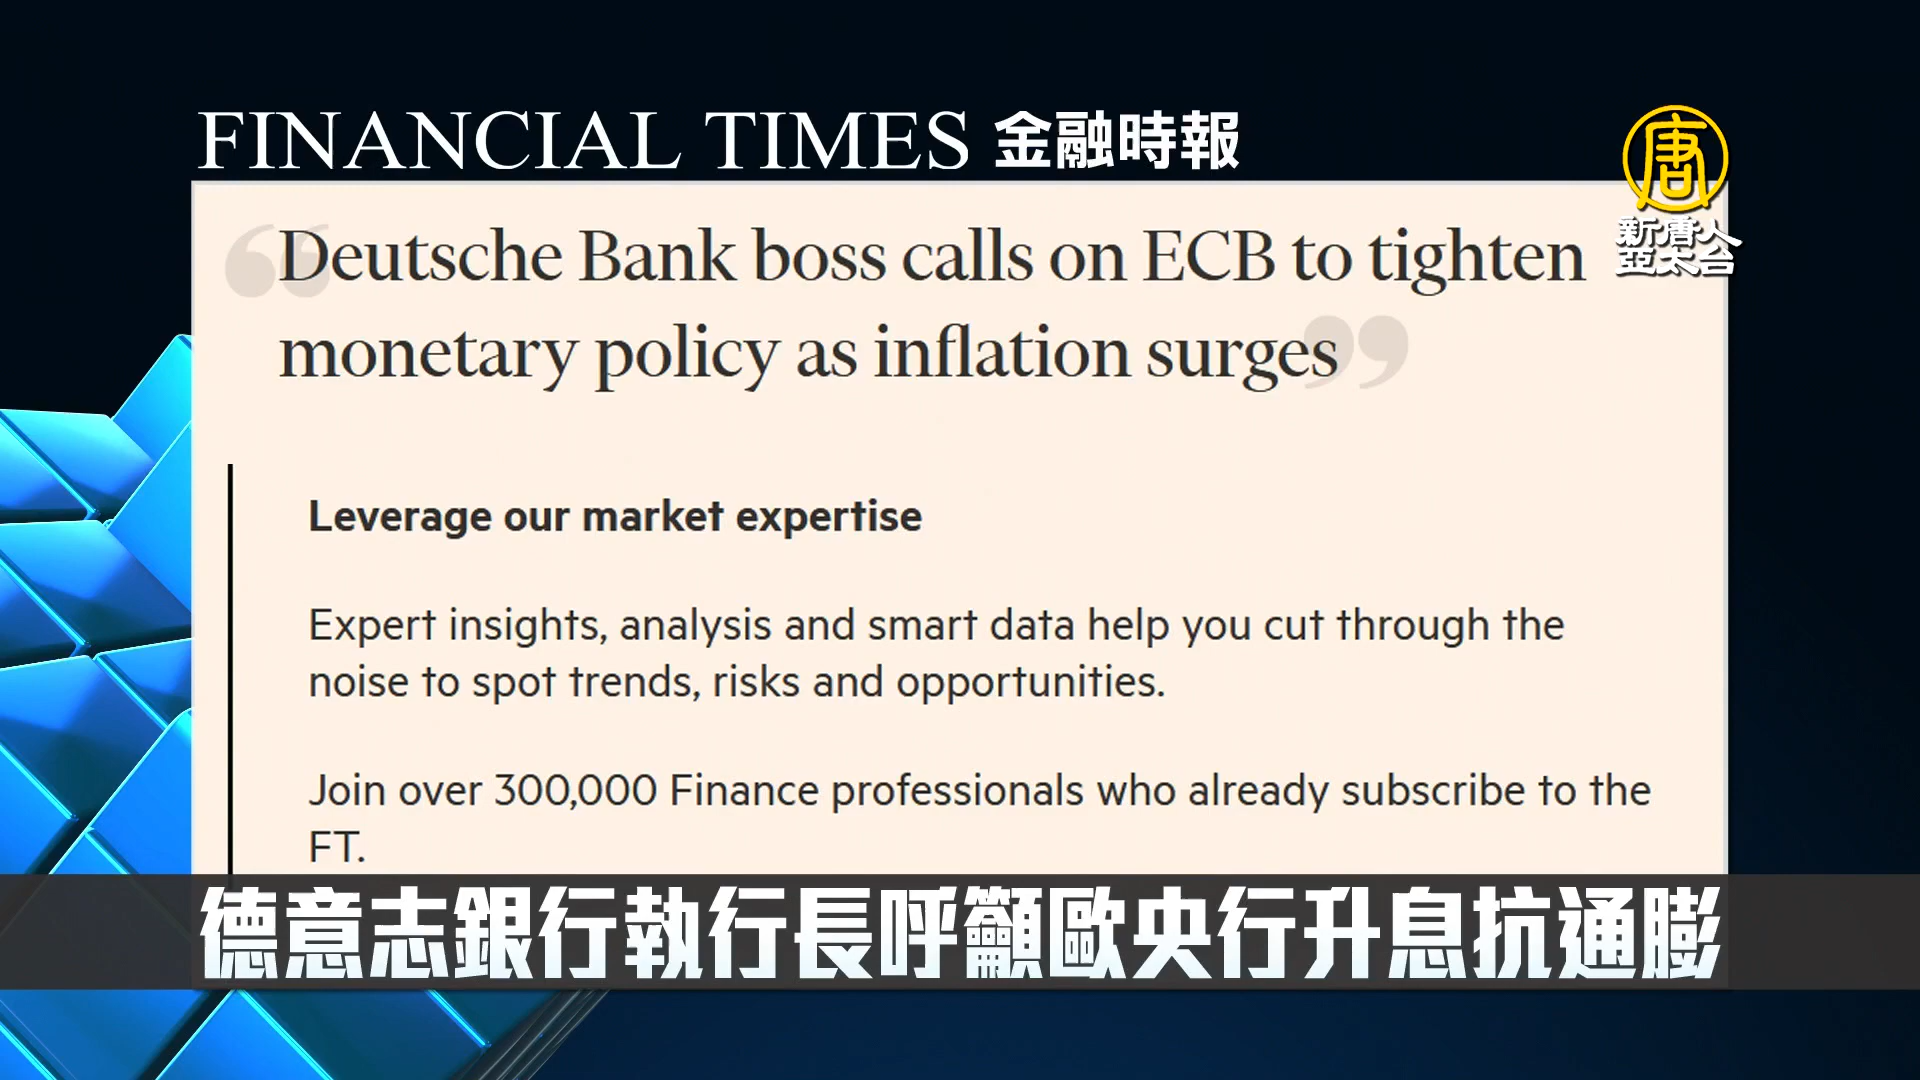 FINANCIAL TIMES 金融時報
唐
新唐人
亞太台
“Deutsche Bank boss calls on ECB to tighten
monetary policy as inflation surges”
Leverage our market expertise
Expert insights, analysis and smart data help you cut through the
noise to spot trends, risks and opportunities.
Join over 300,000 Finance professionals who already subscribe to the
FT.
德意志銀行執行長呼籲歐央行升息抗通膨